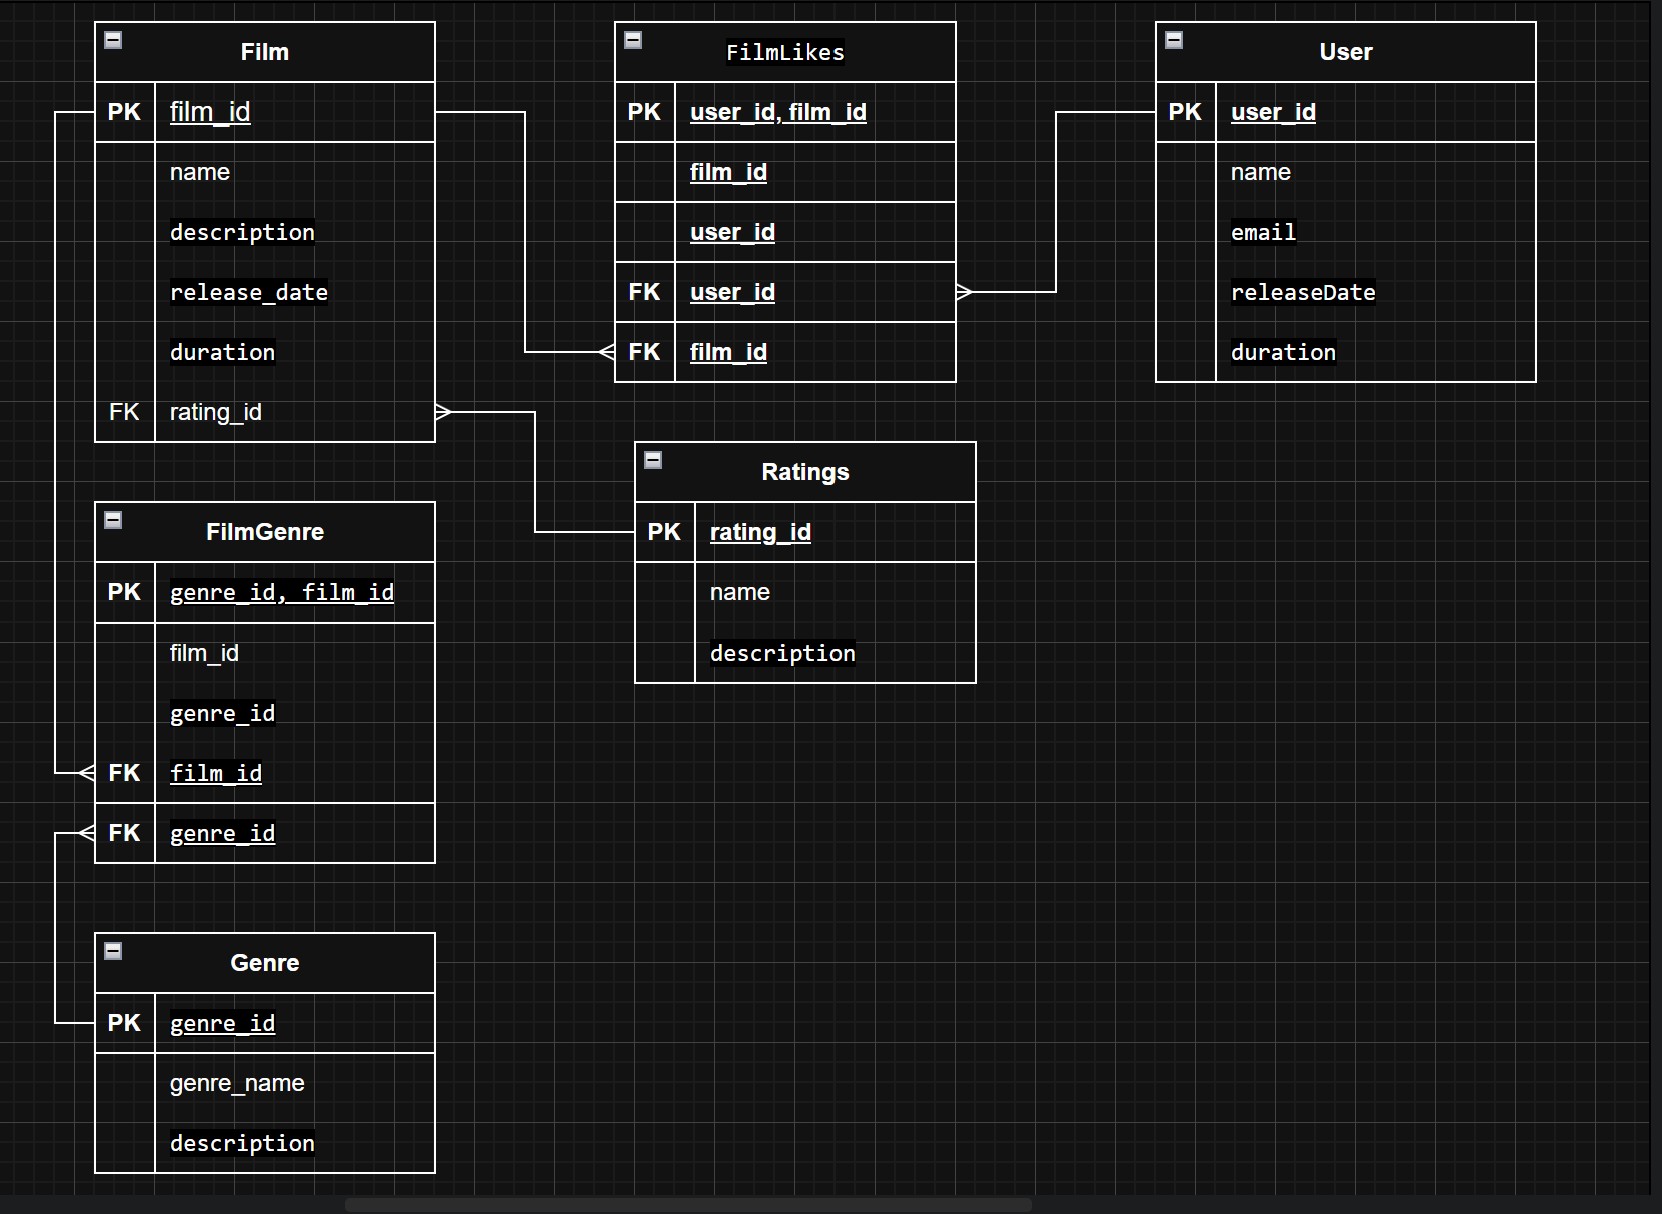 Film
PK film_id
name
description
release_date
duration
FK rating_id
FilmLikes
PK user_id, film_id
film_id
user_id
FK user_id
FK film_id
User
PK user_id
name
email
releaseDate
duration
Ratings
PK rating_id
name
description
FilmGenre
PK genre_id, film_id
film_id
genre_id
FK film_id
FK genre_id
Genre
PK genre_id
genre_name
description